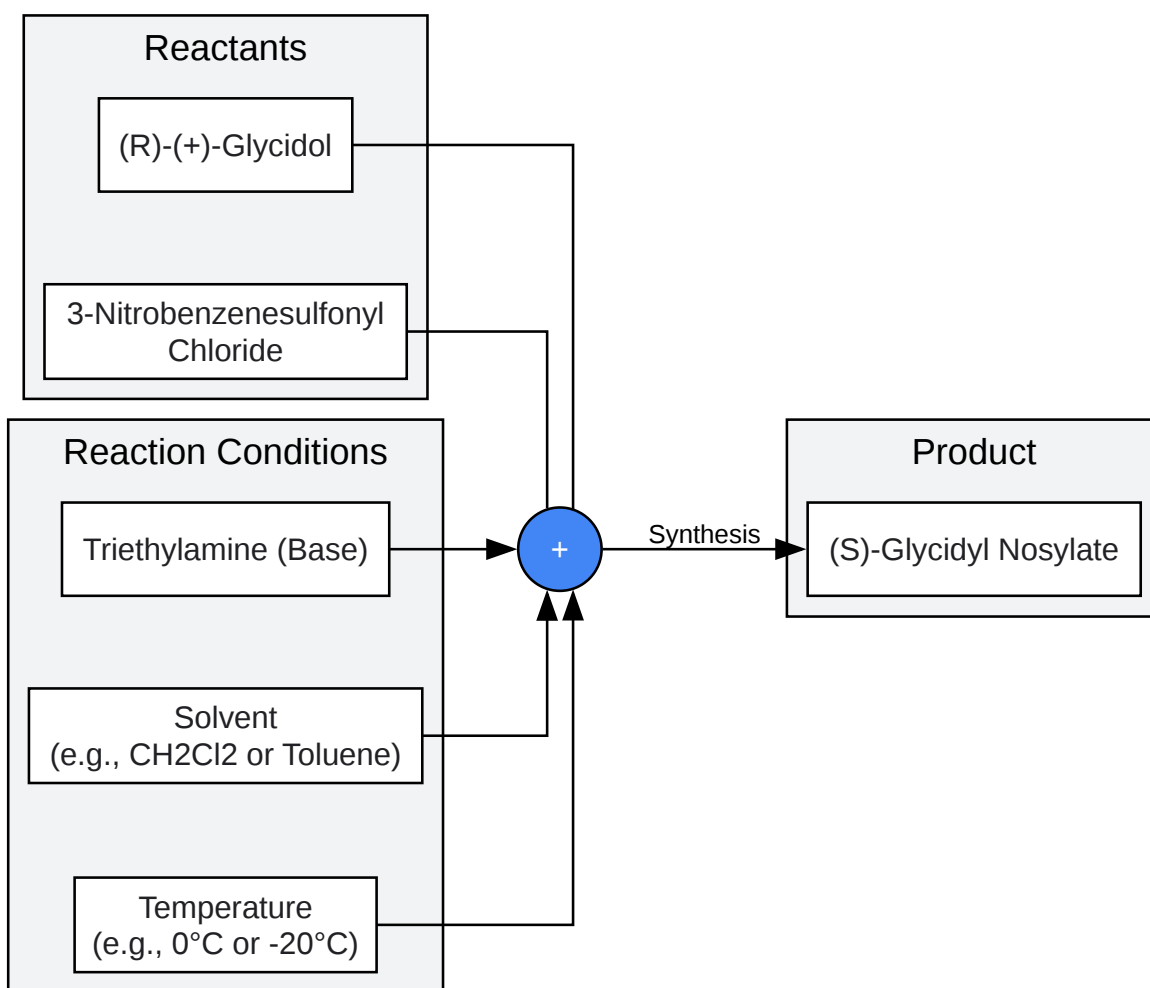 Reactants
(R)-(+)-Glycidol
3-Nitrobenzenesulfonyl
Chloride
Reaction Conditions
Triethylamine (Base)
Solvent
(e.g., CH2Cl2 or Toluene)
Temperature
(e.g., 0°C or -20°C)
+
Synthesis
Product
(S)-Glycidyl Nosylate